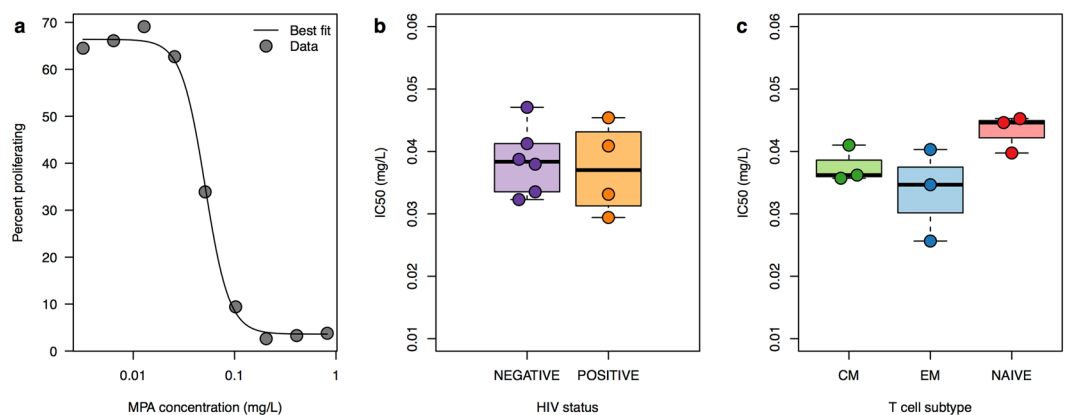 a
Percent proliferating
70
60
50
40
30
20
10
0
Best fit
Data
0.01 0.1 1
MPA concentration (mg/L)
b
IC50 (mg/L)
0.06
0.05
0.04
0.03
0.02
0.01
NEGATIVE POSITIVE
HIV status
c
IC50 (mg/L)
0.06
0.05
0.04
0.03
0.02
0.01
CM EM NAIVE
T cell subtype